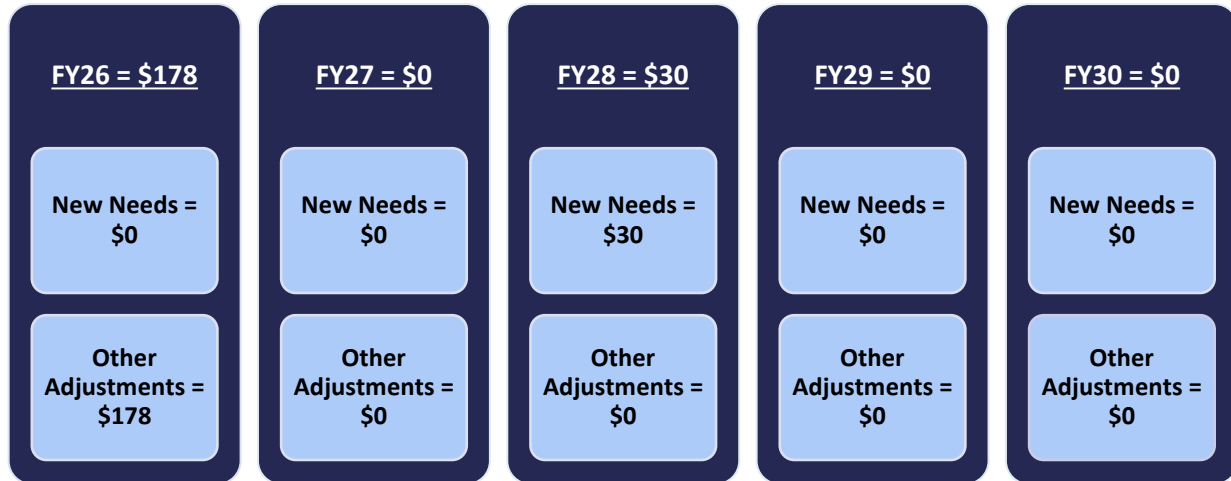 FY26 = $178
New Needs =
$0
Other
Adjustments =
$178
FY27 = $0
New Needs =
$0
Other
Adjustments =
$0
FY28 = $30
New Needs =
$30
Other
Adjustments =
$0
FY29 = $0
New Needs =
$0
Other
Adjustments =
$0
FY30 = $0
New Needs =
$0
Other
Adjustments =
$0